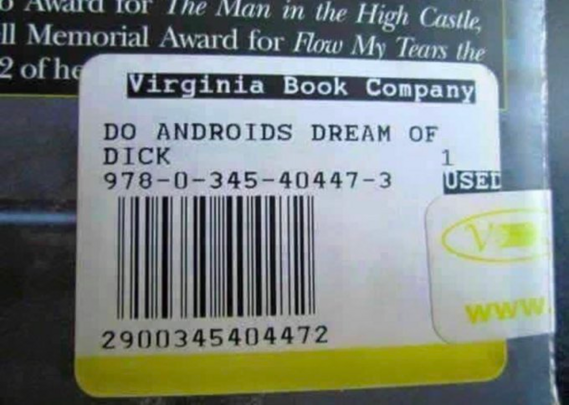 Award for The Man in the High Castle,
ll Memorial Award for Flow My Tears the
2 of he
Virginia Book Company
DO ANDROIDS DREAM OF
DICK 1
978-0-345-40447-3 USED
V
www.
2900345404472